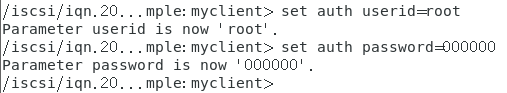 /iscsi/iqn.20...mple:myclient> set auth userid=root
Parameter userid is now 'root'.
/iscsi/iqn.20...mple:myclient> set auth password=000000
Parameter password is now '000000'.
/iscsi/iqn.20...mple:myclient>